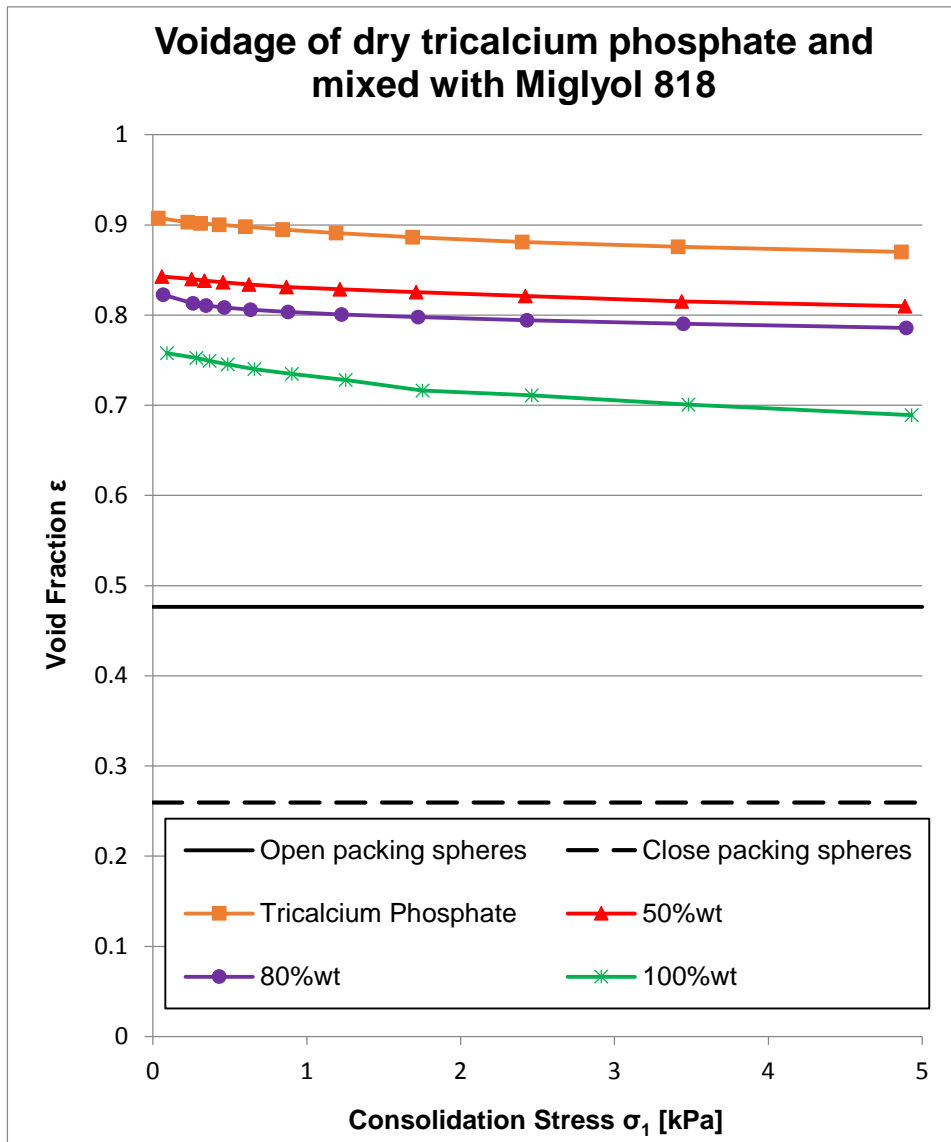 Voidage of dry tricalcium phosphate and
mixed with Miglyol 818
1
0.9
0.8
0.7
0.6
0.5
0.4
0.3
0.2
0.1
0
Void Fraction ε
Open packing spheres
Close packing spheres
Tricalcium Phosphate
50%wt
80%wt
100%wt
0 1 2 3 4 5
Consolidation Stress σ₁ [kPa]